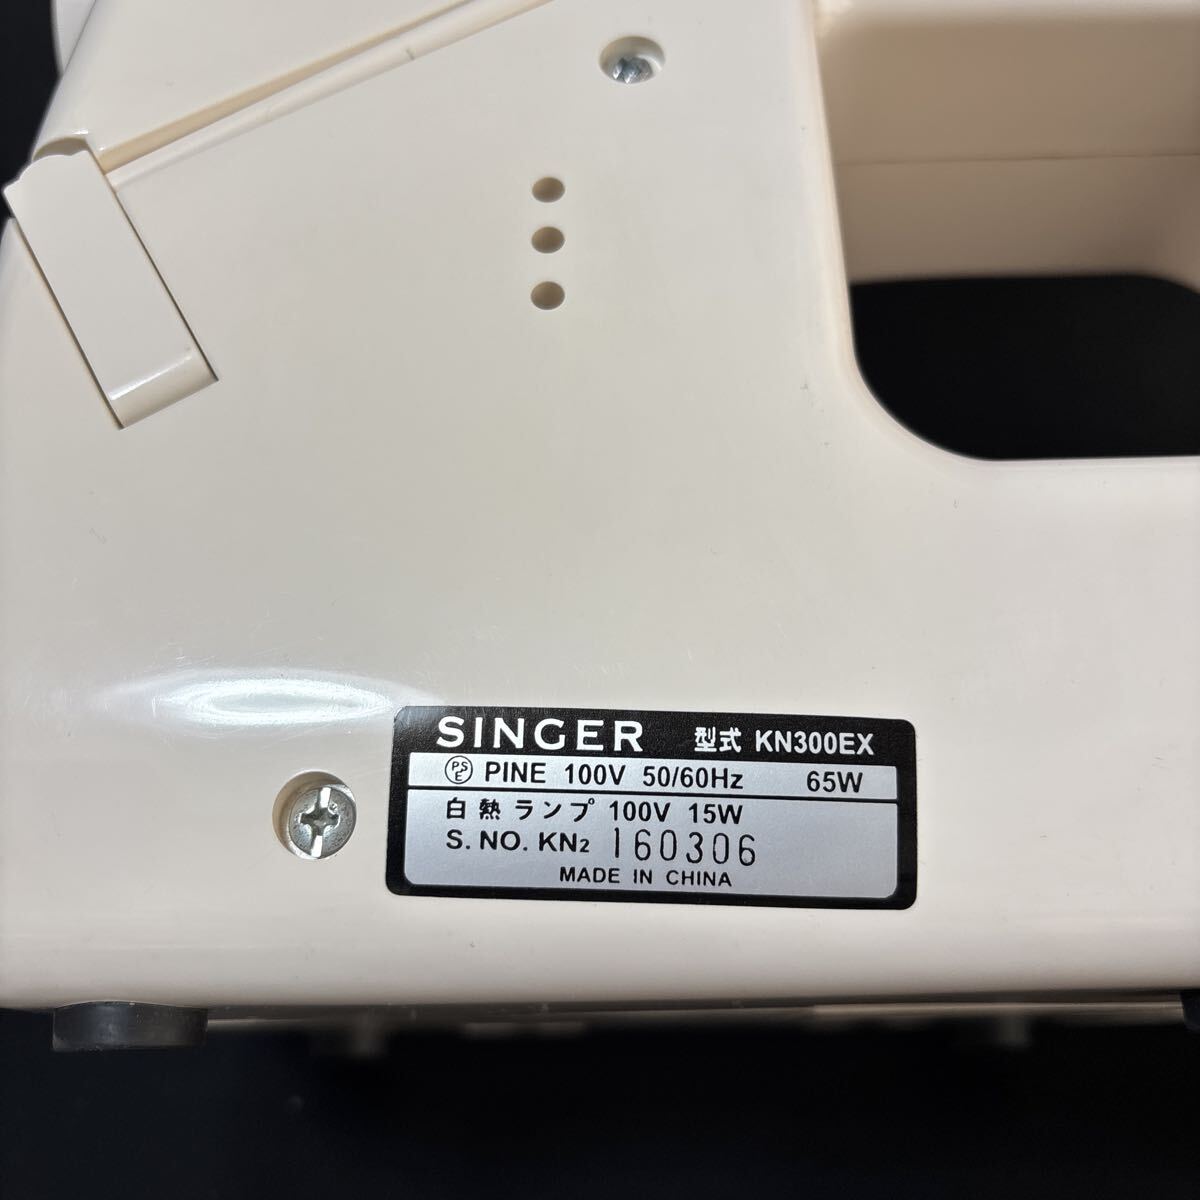 SINGER 型式 KN300EX
PSE PINE 100V 50/60Hz 65W
白熱ランプ 100V 15W
S. NO. KN2 160306
MADE IN CHINA